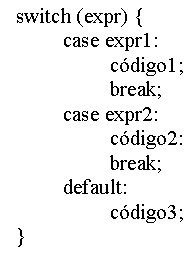 switch (expr) {
case expr1:
código1;
break;
case expr2:
código2:
break;
default:
código3;
}